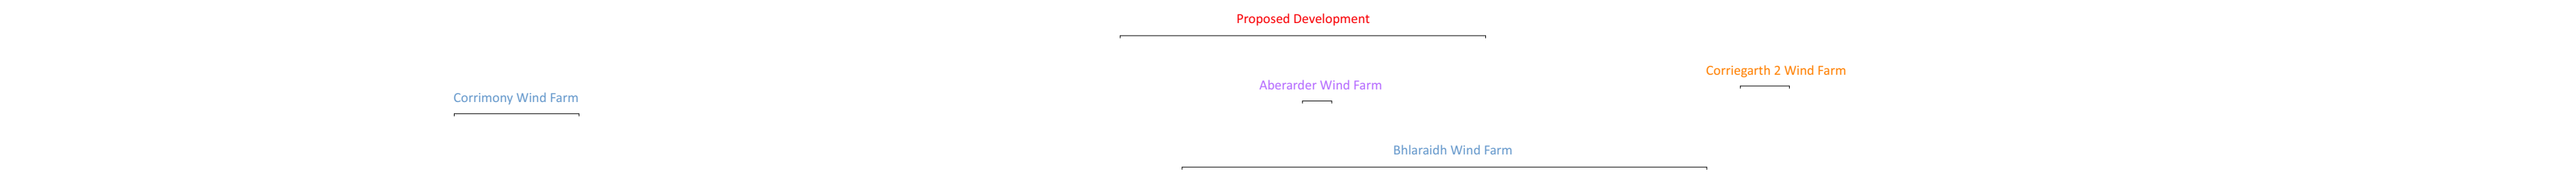 Proposed Development
Corriegarth 2 Wind Farm
Aberarder Wind Farm
Corrimony Wind Farm
Bhlaraidh Wind Farm